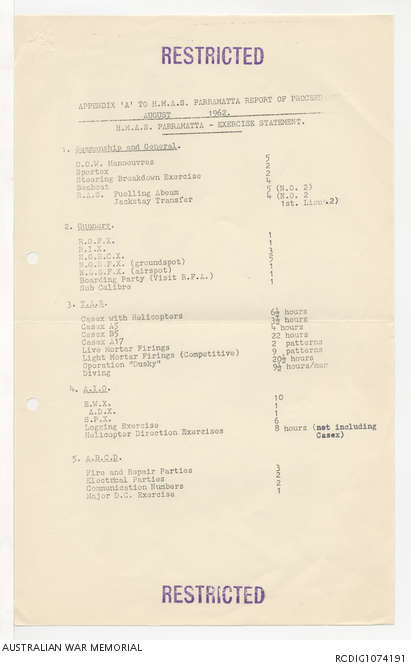 RESTRICTED
APPENDIX 'A' TO H.M.A.S. PARRAMATTA REPORT OF
AUGUST 1962.
H.M.A.S. PARRAMATTA - EXERCISE STATEMENT.
1. Seamanship and General.
O.O.W. Manoeuvres 5
Sportex 2
Steering Breakdown Exercise 2
Seaboat 4
R.A.S. Fuelling Abeam 5 (N.O. 2)
Jackstay Transfer 4 (N.O. 2
1st. Lieut.2)
2. Gunnery.
1
R.I.X. 1
3
N.G.S.F.X. (groundspot) 2
N.G.S.F.X. (airspot) 1
Boarding Party (Visit R.F.A.) 1
Sub Calibre 1
3. T.A.S.
Casex with Helicopters 6½ hours
Casex A3 3½ hours
Casex B5 4 hours
Casex A17 22 hours
Live Mortar Firings 2 patterns
Light Mortar Firings (Competitive) 9 patterns
Operation "Dusky" 20½ hours
Diving 9½ hours/man
4. A.I.O.
E.W.X. 10
A.D.X. 1
S.P.X. 1
Logging Exercise 6
Helicopter Direction Exercises 8 hours (not including
Casex)
5. A.B.C.D.
Fire and Repair Parties 3
Electrical Parties 2
Communication Numbers 2
Major D.C. Exercise 1
RESTRICTED
AUSTRALIAN WAR MEMORIAL
RCDIG1074191